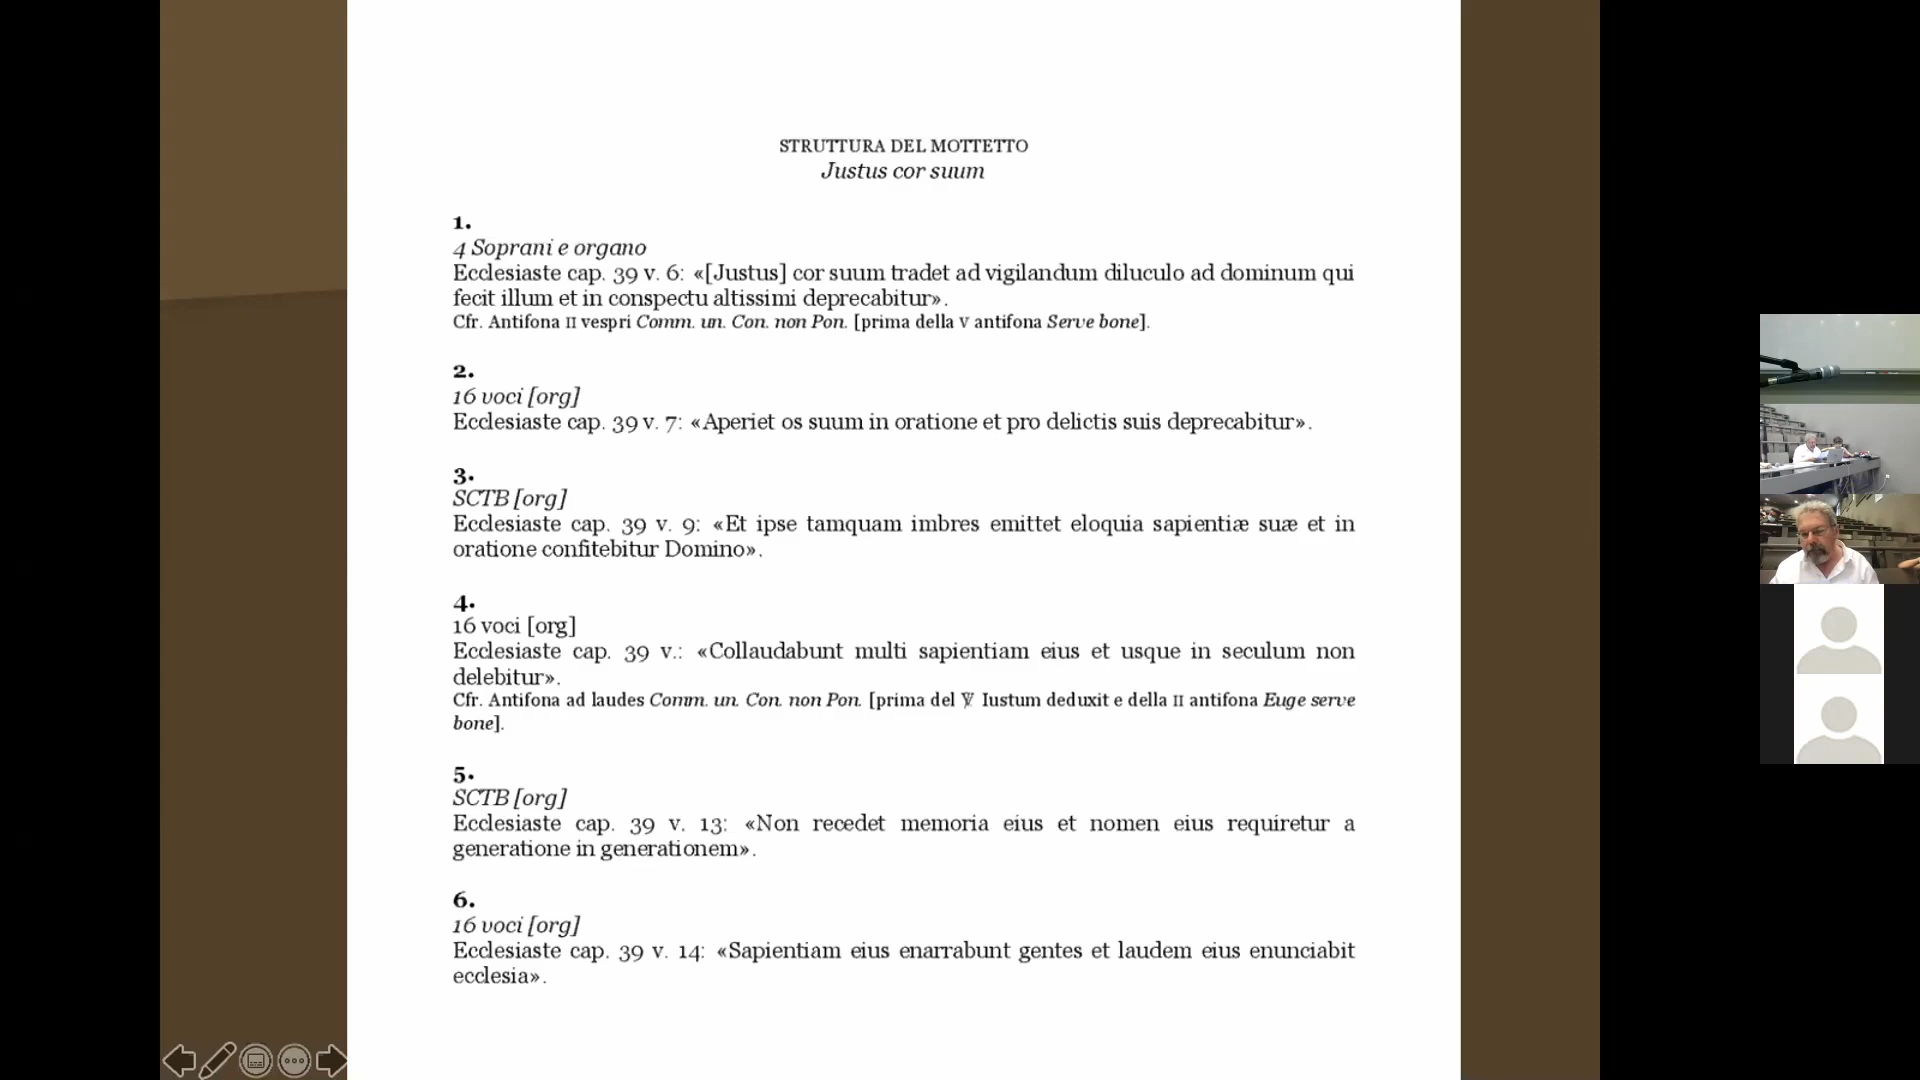 STRUTTURA DEL MOTTETTO
Justus cor suum
1.
4 Soprani e organo
Ecclesiaste cap. 39 v. 6: «[Justus] cor suum tradet ad vigilandum diluculo ad dominum qui
fecit illum et in conspectu altissimi deprecabitur».
Cfr. Antifona II vespri Comm. un. Con. non Pon. [prima della V antifona Serve bone].
2.
16 voci [org]
Ecclesiaste cap. 39 v. 7: «Aperiet os suum in oratione et pro delictis suis deprecabitur».
3.
SCTB [org]
Ecclesiaste cap. 39 v. 9: «Et ipse tamquam imbres emittet eloquia sapientiæ suæ et in
oratione confitebitur Domino».
4.
16 voci [org]
Ecclesiaste cap. 39 v.: «Collaudabunt multi sapientiam eius et usque in seculum non
delebitur».
Cfr. Antifona ad laudes Comm. un. Con. non Pon. [prima del ℣ Iustum deduxit e della II antifona Euge serve
bone].
5.
SCTB [org]
Ecclesiaste cap. 39 v. 13: «Non recedet memoria eius et nomen eius requiretur a
generatione in generationem».
6.
16 voci [org]
Ecclesiaste cap. 39 v. 14: «Sapientiam eius enarrabunt gentes et laudem eius enunciabit
ecclesia».